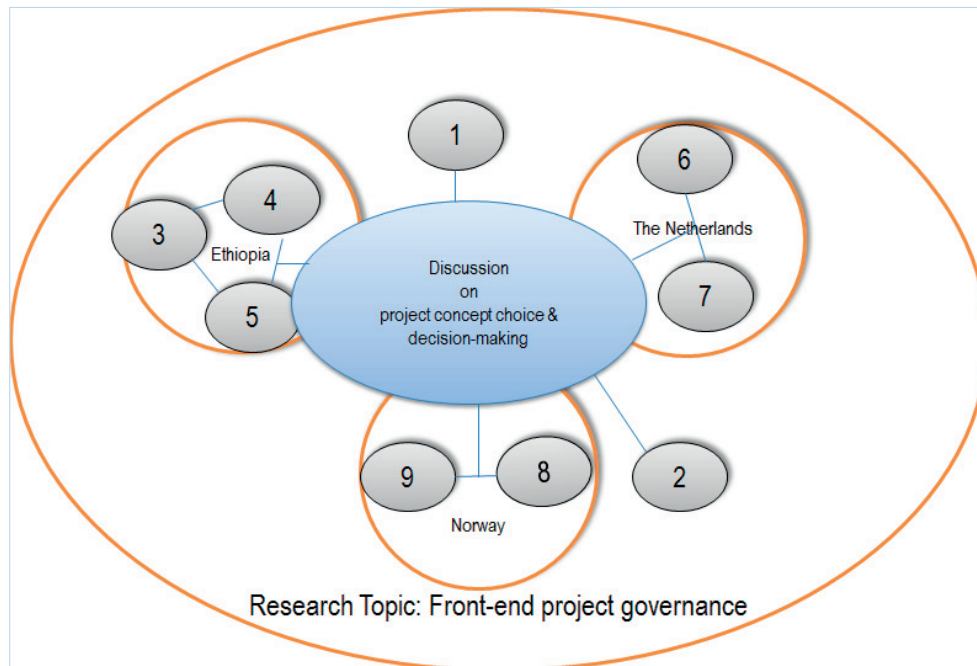 1
6
4
3
Ethiopia
The Netherlands
Discussion
on
project concept choice &
decision-making
7
5
9
8
2
Norway
Research Topic: Front-end project governance